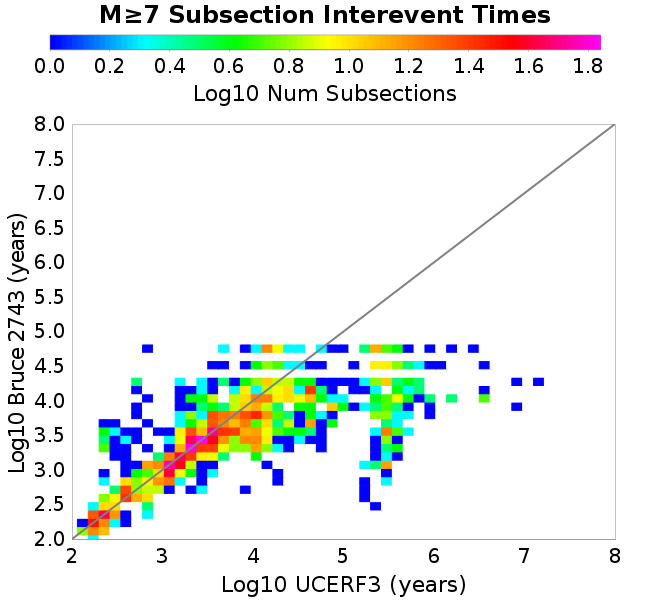 M≥7 Subsection Interevent Times
0.0 0.2 0.4 0.6 0.8 1.0 1.2 1.4 1.6 1.8
Log10 Num Subsections
Log10 Bruce 2743 (years)
8.0
7.5
7.0
6.5
6.0
5.5
5.0
4.5
4.0
3.5
3.0
2.5
2.0
2 3 4 5 6 7 8
Log10 UCERF3 (years)